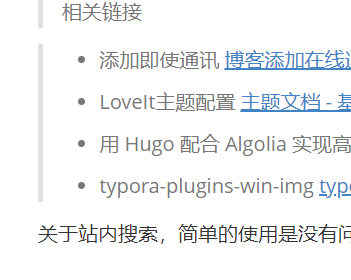 相关链接
添加即使通讯 博客添加在线
LoveIt主题配置 主题文档 - 基
用 Hugo 配合 Algolia 实现高
typora-plugins-win-img typ
关于站内搜索，简单的使用是没有问